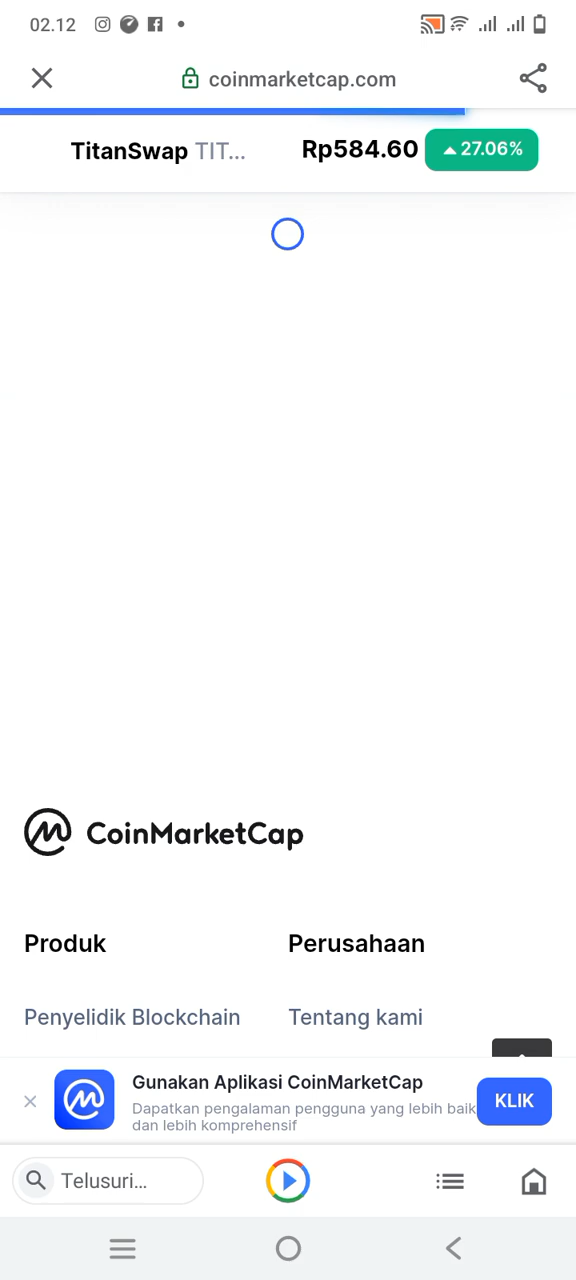 02.12
coinmarketcap.com
TitanSwap TIT... Rp584.60 27.06%
CoinMarketCap
Produk Perusahaan
Penyelidik Blockchain Tentang kami
Gunakan Aplikasi CoinMarketCap
Dapatkan pengalaman pengguna yang lebih baik
dan lebih komprehensif
KLIK
Telusuri...